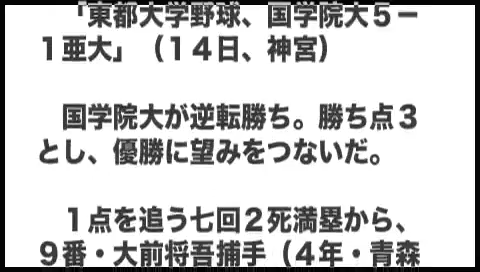 「東都大学野球、国学院大５－
１亜大」（１４日、神宮）
国学院大が逆転勝ち。勝ち点３
とし、優勝に望みをつないだ。
１点を追う七回２死満塁から、
９番・大前将吾捕手（４年・青森